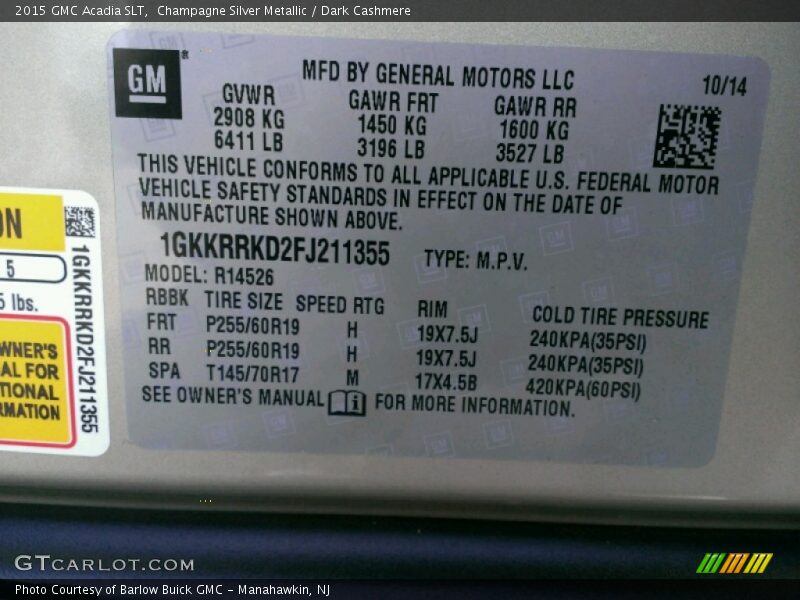 2015 GMC Acadia SLT,  Champagne Silver Metallic / Dark Cashmere
GM ®
MFD BY GENERAL MOTORS LLC 10/14
GVWR GAWR FRT GAWR RR
2908 KG 1450 KG 1600 KG
6411 LB 3196 LB 3527 LB
THIS VEHICLE CONFORMS TO ALL APPLICABLE U.S. FEDERAL MOTOR
VEHICLE SAFETY STANDARDS IN EFFECT ON THE DATE OF
MANUFACTURE SHOWN ABOVE.
1GKKRRKD2FJ211355 TYPE: M.P.V.
MODEL: R14526
RBBK TIRE SIZE SPEED RTG RIM COLD TIRE PRESSURE
FRT P255/60R19 H 19X7.5J 240KPA(35PSI)
RR P255/60R19 H 19X7.5J 240KPA(35PSI)
SPA T145/70R17 M 17X4.5B 420KPA(60PSI)
SEE OWNER'S MANUAL FOR MORE INFORMATION.
ON
5
5 lbs.
WNER'S
AL FOR
TIONAL
RMATION
1GKKRRKD2FJ211355
GTCARLOT.COM
Photo Courtesy of Barlow Buick GMC - Manahawkin, NJ